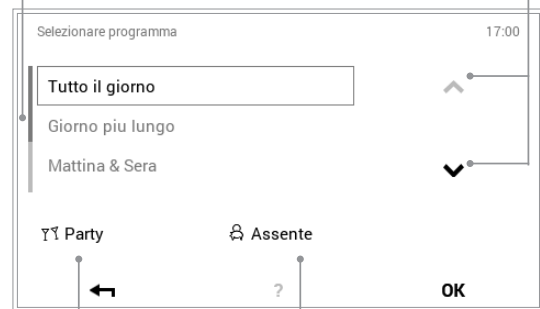 Selezionare programma 17:00
Tutto il giorno
Giorno piu lungo
Mattina & Sera
Party Assente
? OK